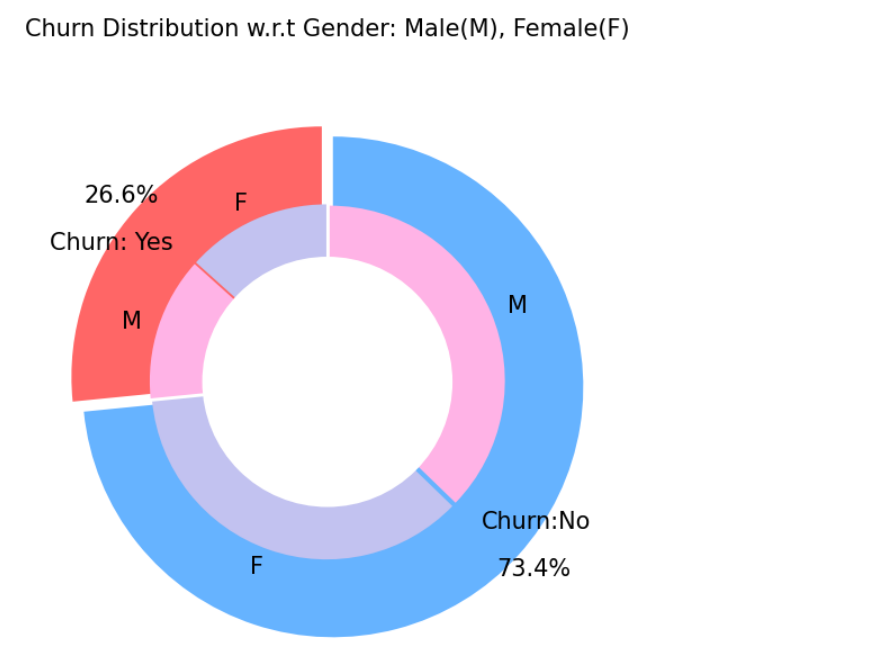 Churn Distribution w.r.t Gender: Male(M), Female(F)
26.6%
F
Churn: Yes
M
M
Churn:No
F
73.4%